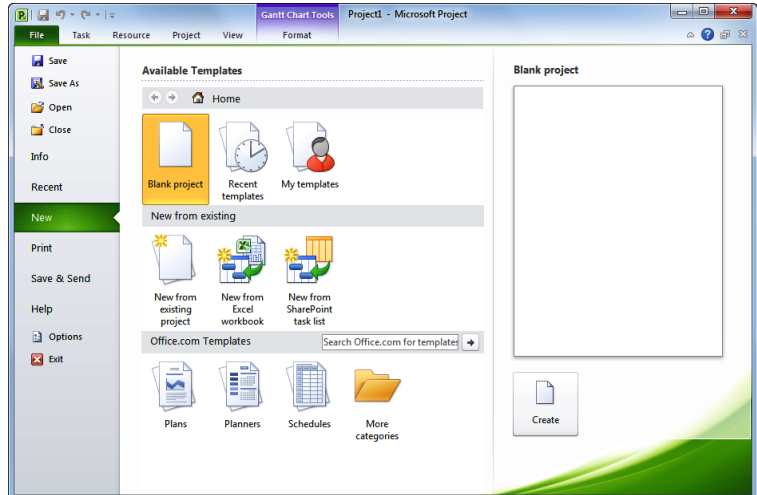 Gantt Chart Tools
Project1 - Microsoft Project
File
Task
Resource
Project
View
Format
Save
Save As
Open
Close
Info
Recent
New
Print
Save & Send
Help
Options
Exit
Available Templates
Home
Blank project
Recent
templates
My templates
New from existing
New from
existing
project
New from
Excel
workbook
New from
SharePoint
task list
Office.com Templates
Search Office.com for templates
Plans
Planners
Schedules
More
categories
Blank project
Create